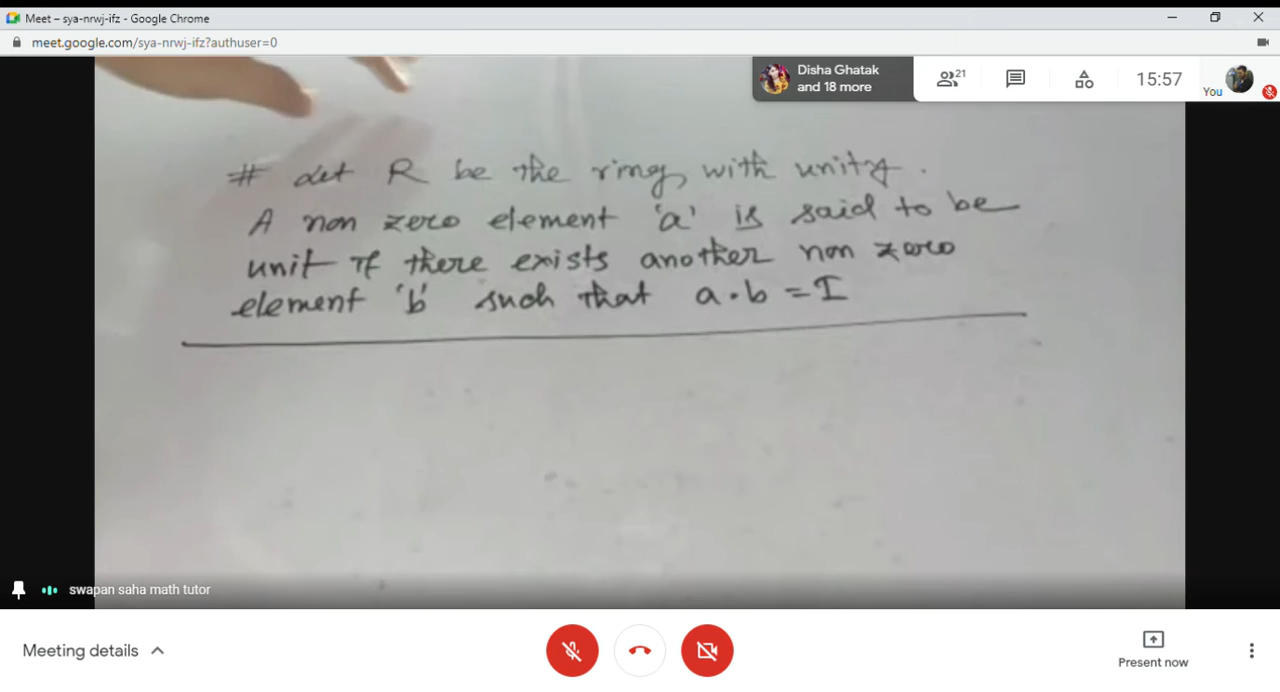 Meet – sya-nrwj-ifz - Google Chrome
meet.google.com/sya-nrwj-ifz?authuser=0
Disha Ghatak
and 18 more
21
15:57
You
# Let R be the ring with unity.
A non zero element 'a' is said to be
unit if there exists another non zero
element 'b' such that a . b = I
swapan saha math tutor
Meeting details
Present now